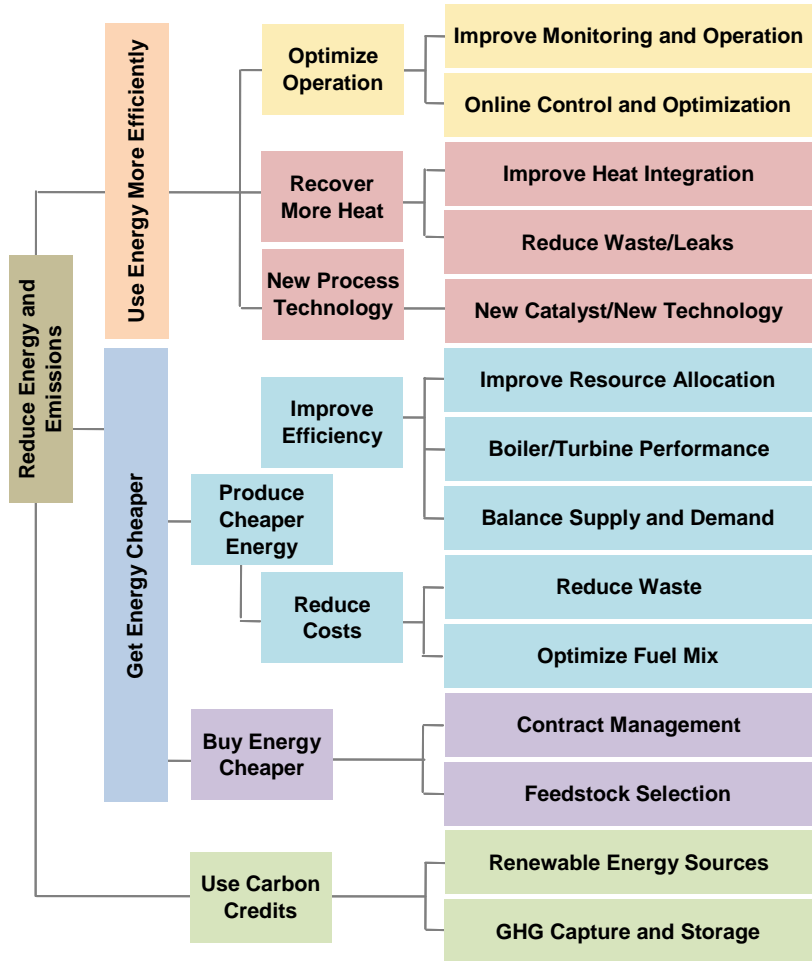 Reduce Energy and
Emissions
Use Energy More Efficiently
Optimize
Operation
Improve Monitoring and Operation
Online Control and Optimization
Recover
More Heat
Improve Heat Integration
Reduce Waste/Leaks
New Process
Technology
New Catalyst/New Technology
Get Energy Cheaper
Produce
Cheaper
Energy
Improve
Efficiency
Improve Resource Allocation
Boiler/Turbine Performance
Balance Supply and Demand
Reduce
Costs
Reduce Waste
Optimize Fuel Mix
Buy Energy
Cheaper
Contract Management
Feedstock Selection
Use Carbon
Credits
Renewable Energy Sources
GHG Capture and Storage